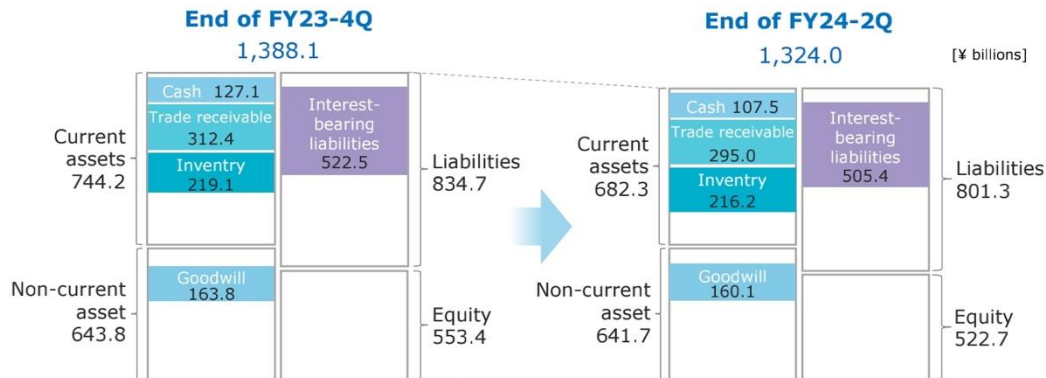 End of FY23-4Q
1,388.1
End of FY24-2Q
1,324.0
[¥ billions]
Current
assets
744.2
Non-current
asset
643.8
Cash 127.1
Trade receivable
312.4
Inventry
219.1
Goodwill
163.8
Interest-
bearing
liabilities
522.5
Liabilities
834.7
Equity
553.4
Current
assets
682.3
Non-current
asset
641.7
Cash 107.5
Trade receivable
295.0
Inventry
216.2
Goodwill
160.1
Interest-
bearing
liabilities
505.4
Liabilities
801.3
Equity
522.7